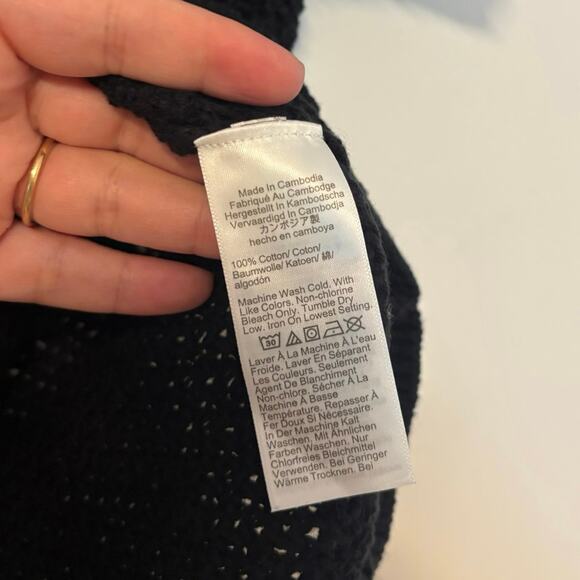 Made In Cambodia
Fabriqué Au Cambodge
Hergestellt In Kambodscha
Vervaardigd In Cambodja
カンボジア製
hecho en camboya
100% Cotton/ Coton/
Baumwolle/ Katoen/ 綿/
algodón
Machine Wash Cold. With
Like Colors. Non-chlorine
Bleach Only. Tumble Dry
Low. Iron On Lowest Setting.
30
Laver À La Machine À L'eau
Froide. Laver En Séparant
Les Couleurs. Seulement
Agent De Blanchiment
Non-chlore. Sécher À La
Machine À Basse
Température. Repasser À
Fer Doux Si Nécessaire.
In Der Maschine Kalt
Waschen. Mit Ähnlichen
Farben Waschen. Nur
Chlorfreies Bleichmittel
Verwenden. Bei Geringer
Wärme Trocknen. Bei